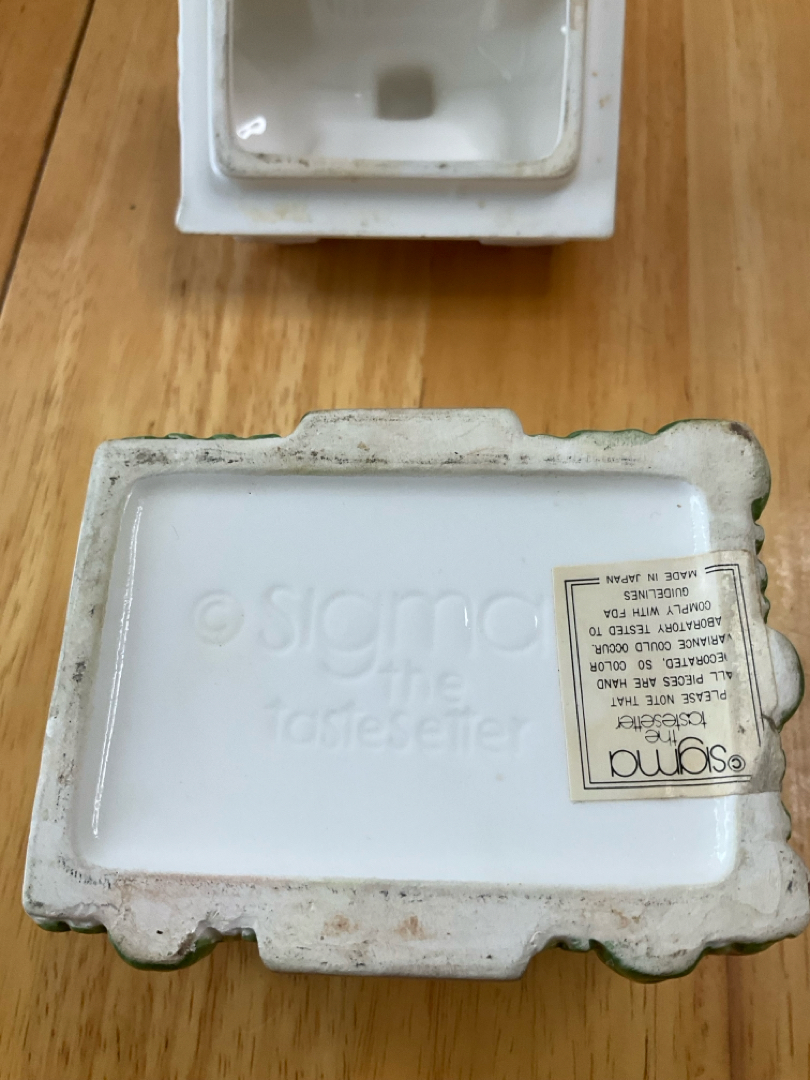 © sigma
the
tastesetter
©sigma
the
tastesetter
PLEASE NOTE THAT
ALL PIECES ARE HAND
DECORATED, SO COLOR
VARIANCE COULD OCCUR.
LABORATORY TESTED TO
COMPLY WITH FDA
GUIDELINES
MADE IN JAPAN